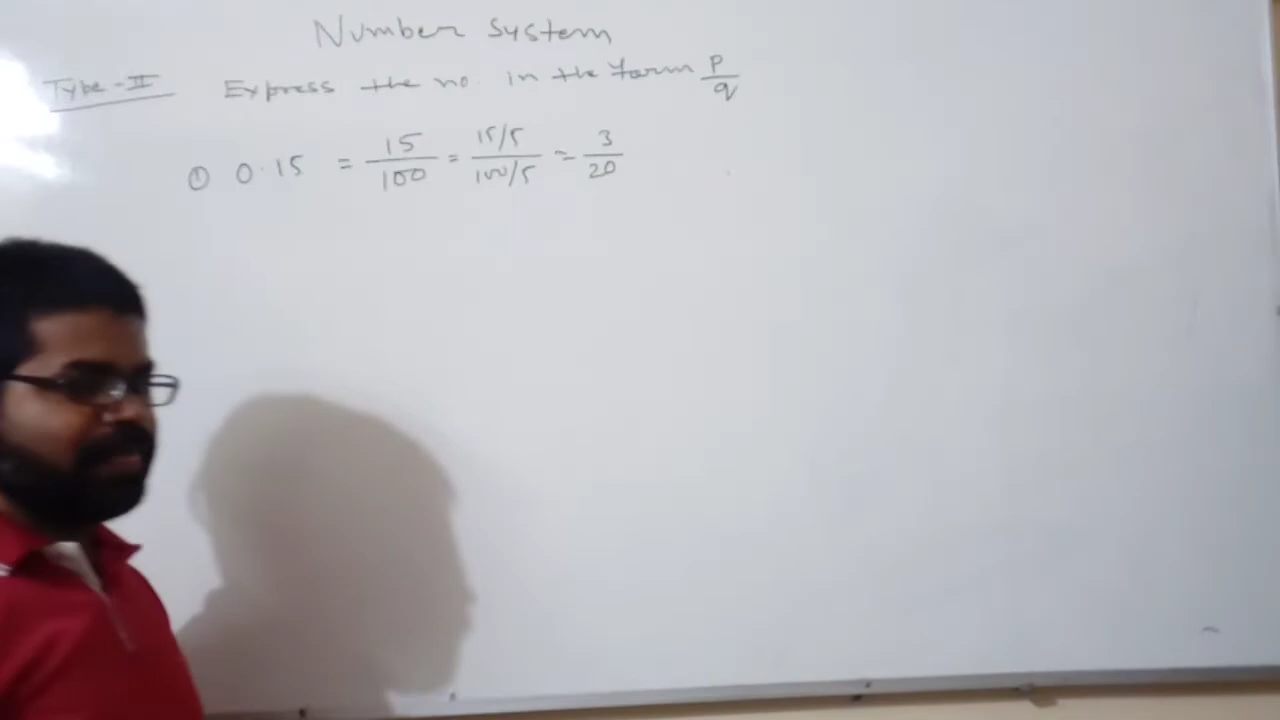 Number System
Type-II Express the no. in the form p/q
① 0.15 = 15/100 = 15/5 / 100/5 = 3/20